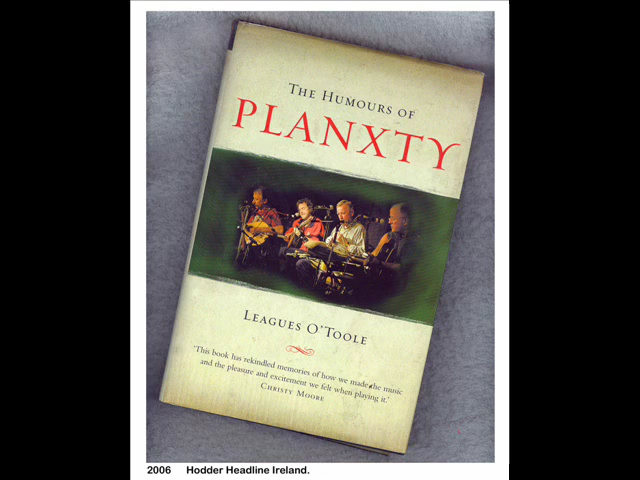 THE HUMOURS OF
PLANXTY
LEAGUES O'TOOLE
'This book has rekindled memories of how we made the music
and the pleasure and excitement we felt when playing it.'
CHRISTY MOORE
2006 Hodder Headline Ireland.